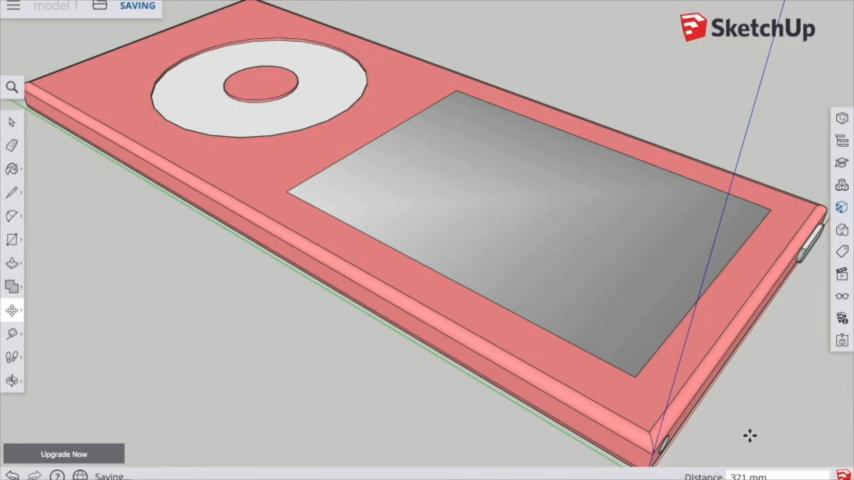 model 1 SAVING
SketchUp
Upgrade Now
Saving...
Distance 321 mm